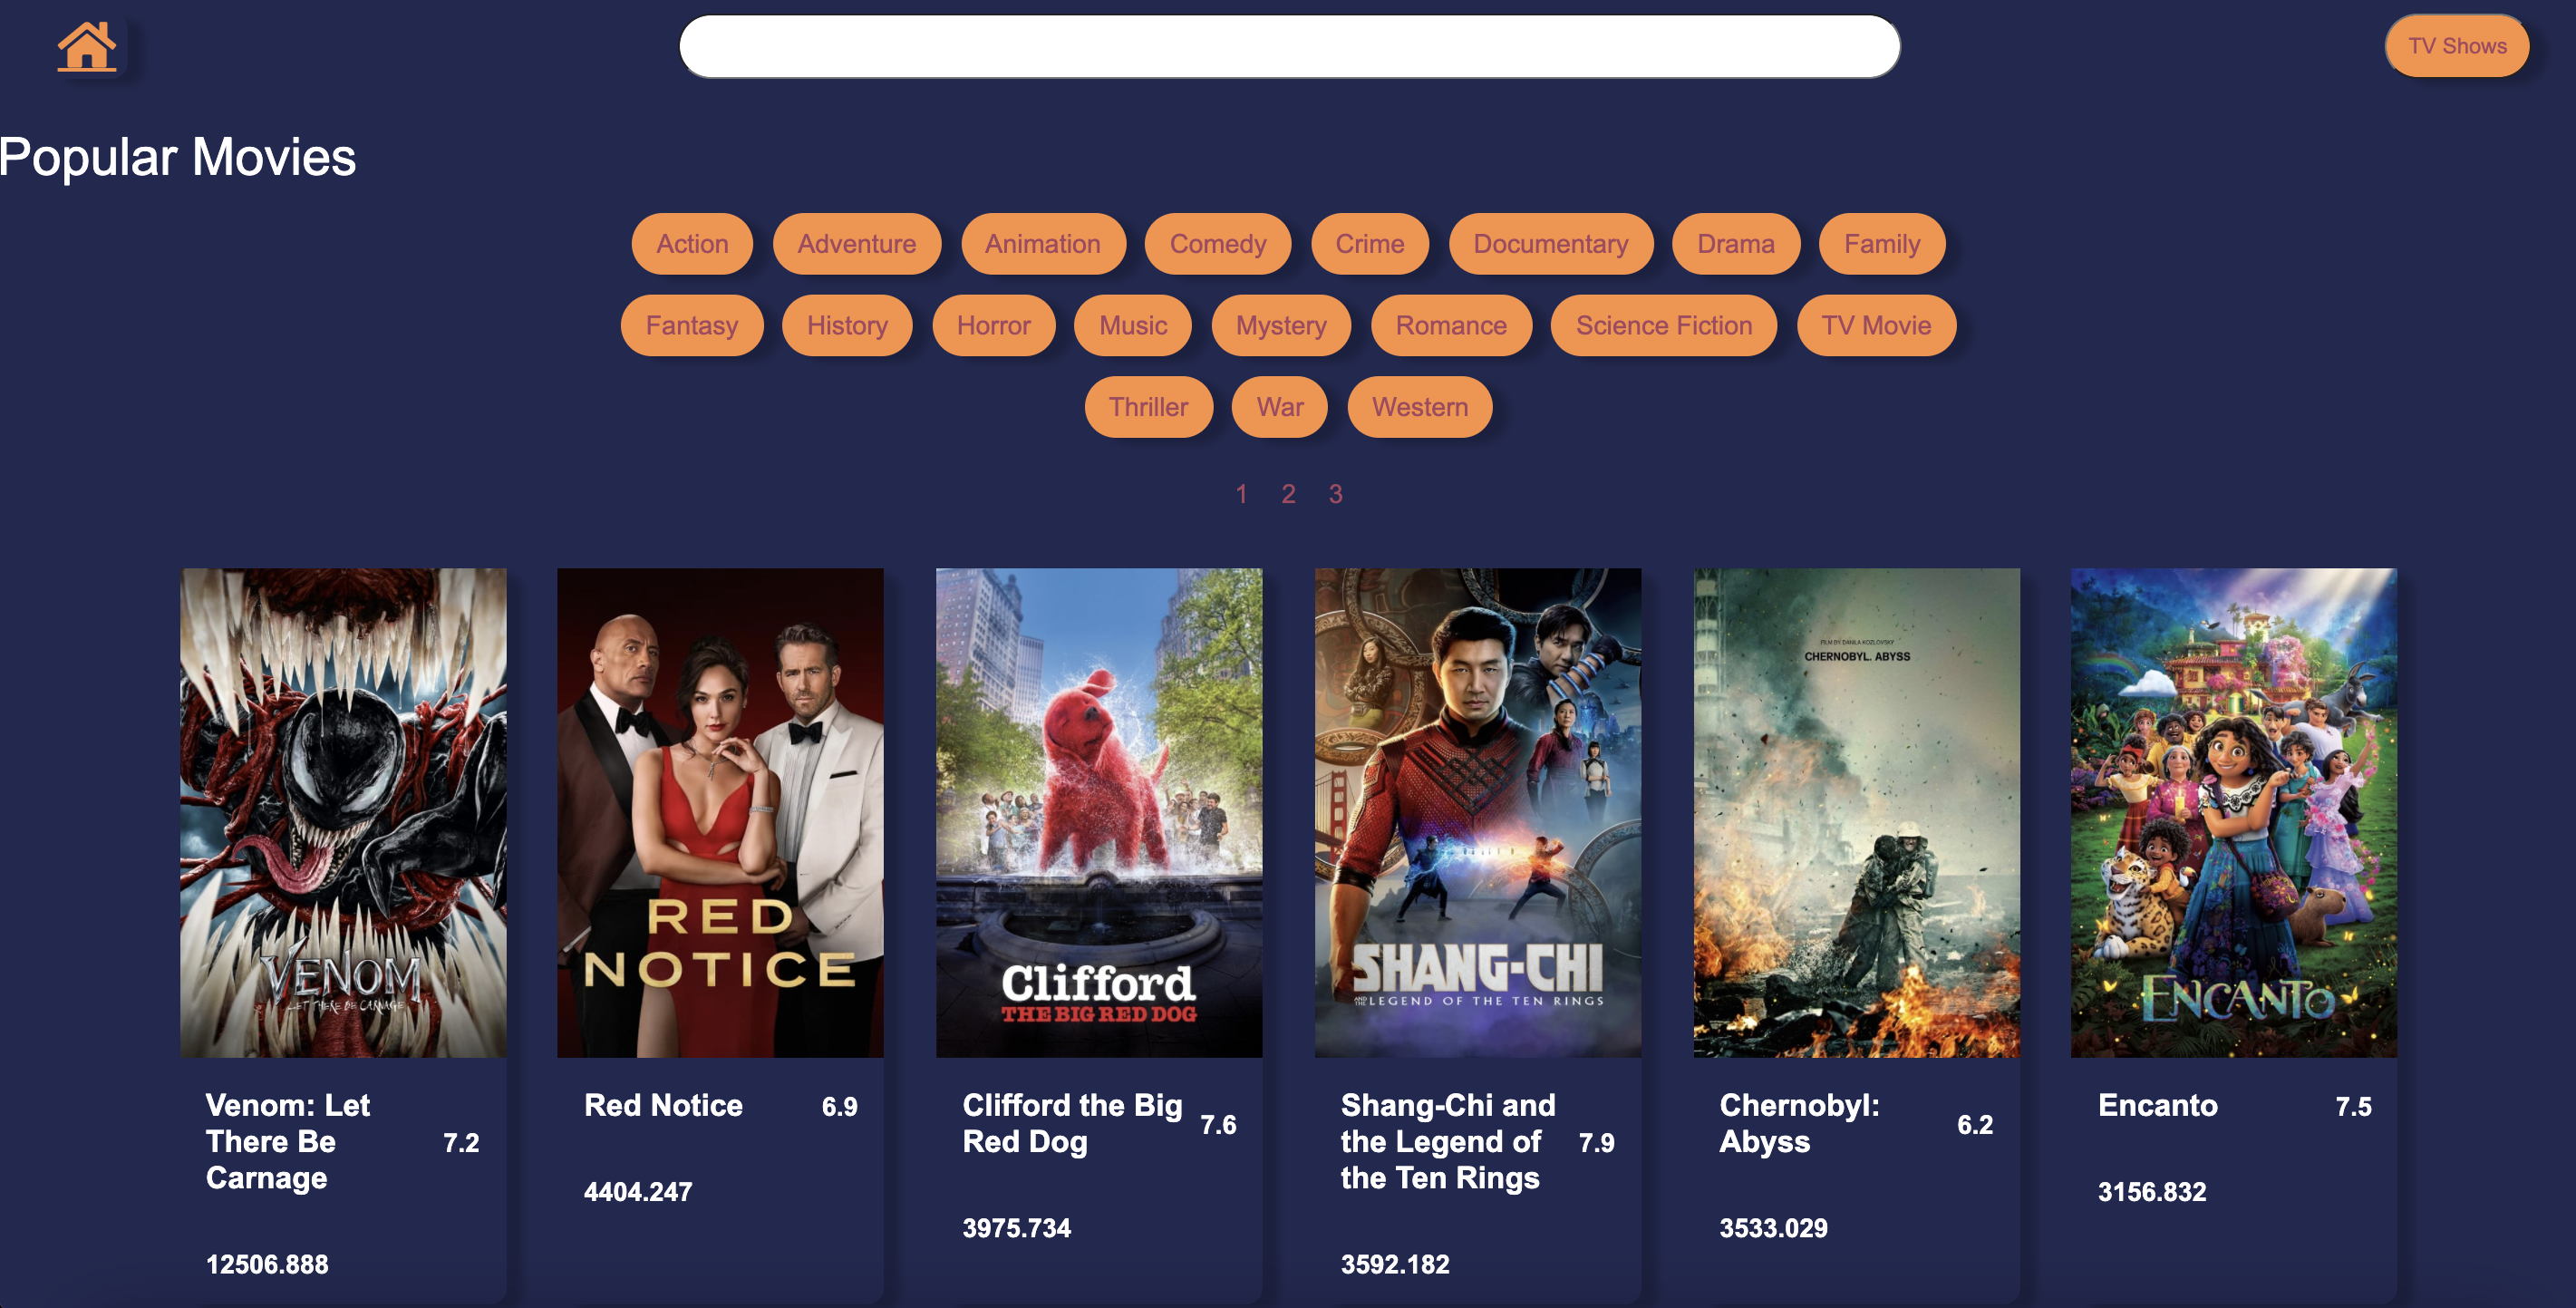 TV Shows
Popular Movies
Action Adventure Animation Comedy Crime Documentary Drama Family
Fantasy History Horror Music Mystery Romance Science Fiction TV Movie
Thriller War Western
1 2 3
VENOM
LET THERE BE CARNAGE
RED
NOTICE
Clifford
THE BIG RED DOG
SHANG-CHI
AND THE LEGEND OF THE TEN RINGS
FILM BY DANILA KOZLOVSKY
CHERNOBYL. ABYSS
ENCANTO
Venom: Let
There Be
Carnage
7.2
12506.888
Red Notice
6.9
4404.247
Clifford the Big
Red Dog
7.6
3975.734
Shang-Chi and
the Legend of
the Ten Rings
7.9
3592.182
Chernobyl:
Abyss
6.2
3533.029
Encanto
7.5
3156.832